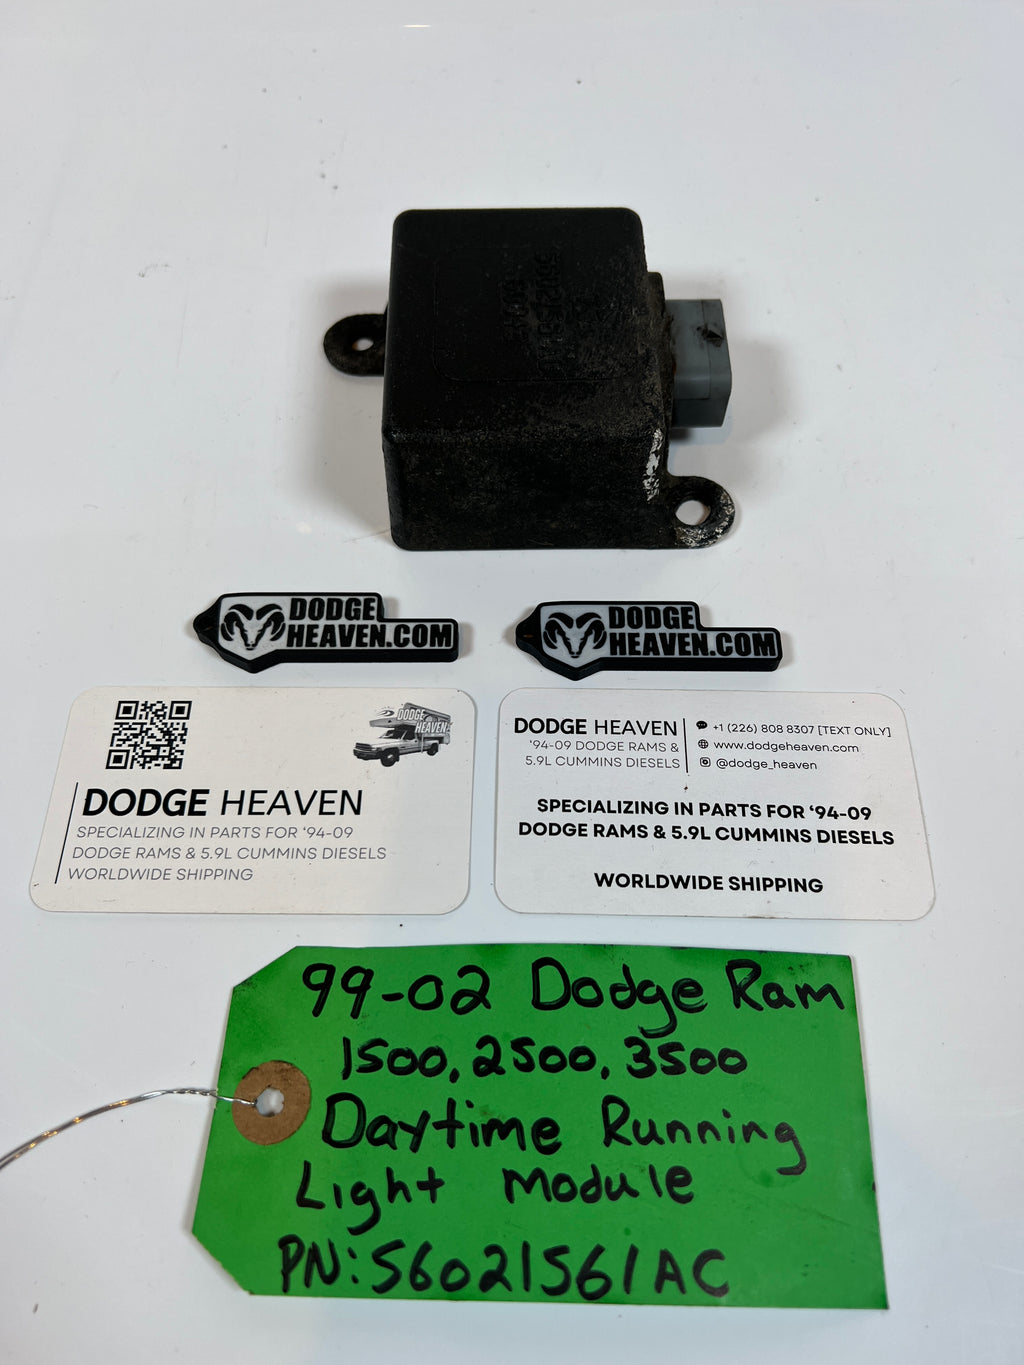 DODGE
HEAVEN.COM
DODGE
HEAVEN.COM
DODGE
HEAVEN
DODGE HEAVEN
SPECIALIZING IN PARTS FOR '94-09
DODGE RAMS & 5.9L CUMMINS DIESELS
WORLDWIDE SHIPPING
DODGE HEAVEN
'94-09 DODGE RAMS &
5.9L CUMMINS DIESELS
+1 (226) 808 8307 [TEXT ONLY]
www.dodgeheaven.com
@dodge_heaven
SPECIALIZING IN PARTS FOR '94-09
DODGE RAMS & 5.9L CUMMINS DIESELS
WORLDWIDE SHIPPING
99-02 Dodge Ram
1500, 2500, 3500
Daytime Running
Light Module
PN: 56021561AC